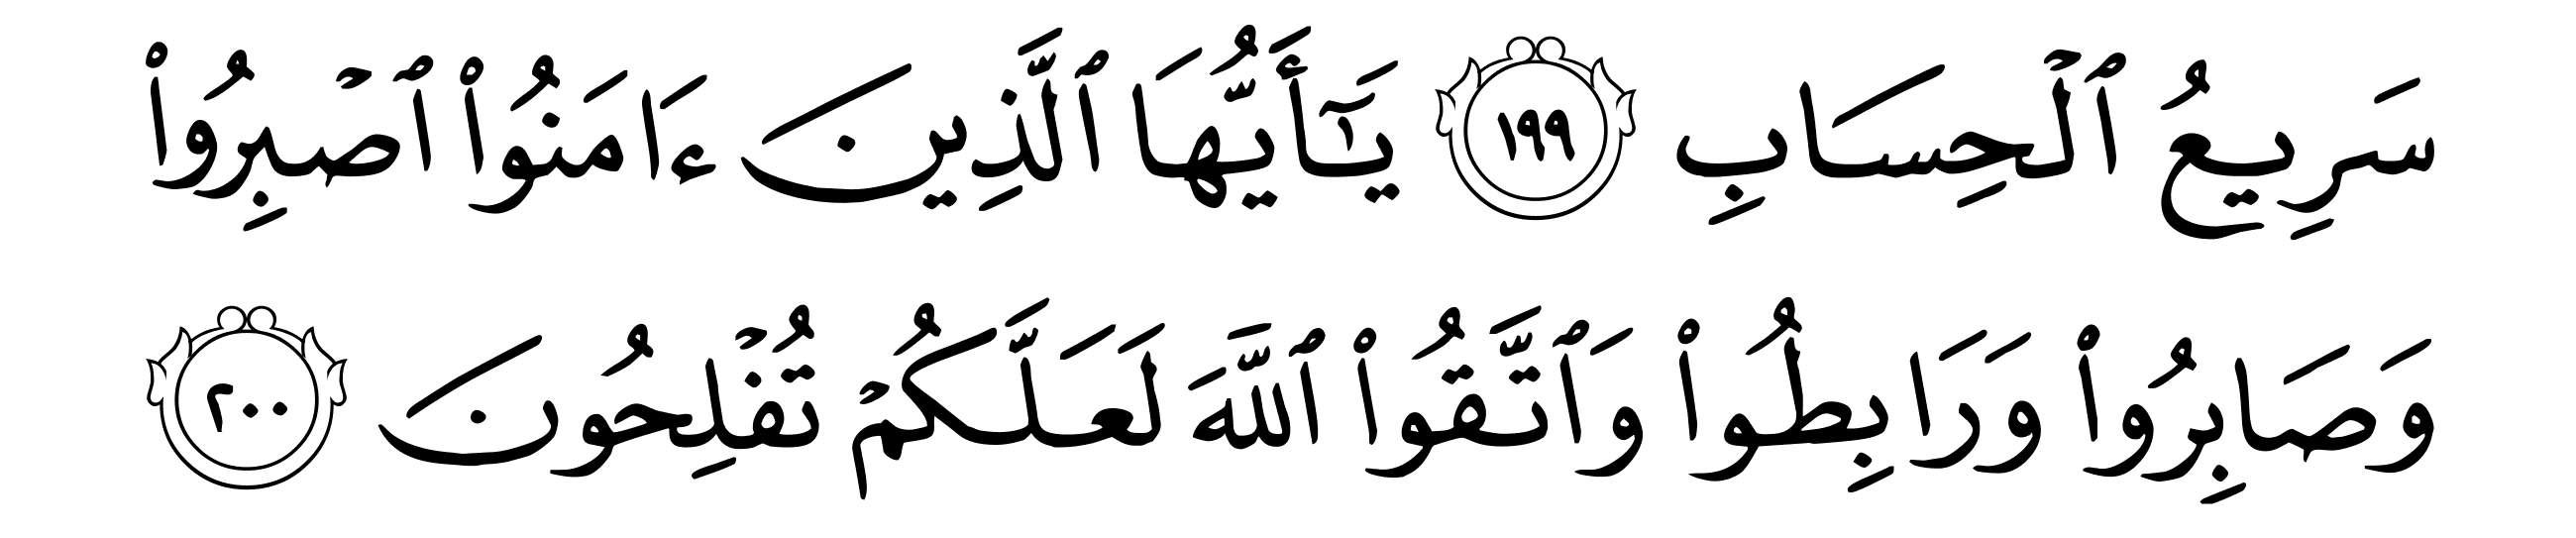 سَرِيعُ ٱلۡحِسَابِ ١٩٩ يَـٰٓأَيُّهَا ٱلَّذِينَ ءَامَنُواْ ٱصۡبِرُواْ
وَصَابِرُواْ وَرَابِطُواْ وَٱتَّقُواْ ٱللَّهَ لَعَلَّكُمۡ تُفۡلِحُونَ ٢٠٠